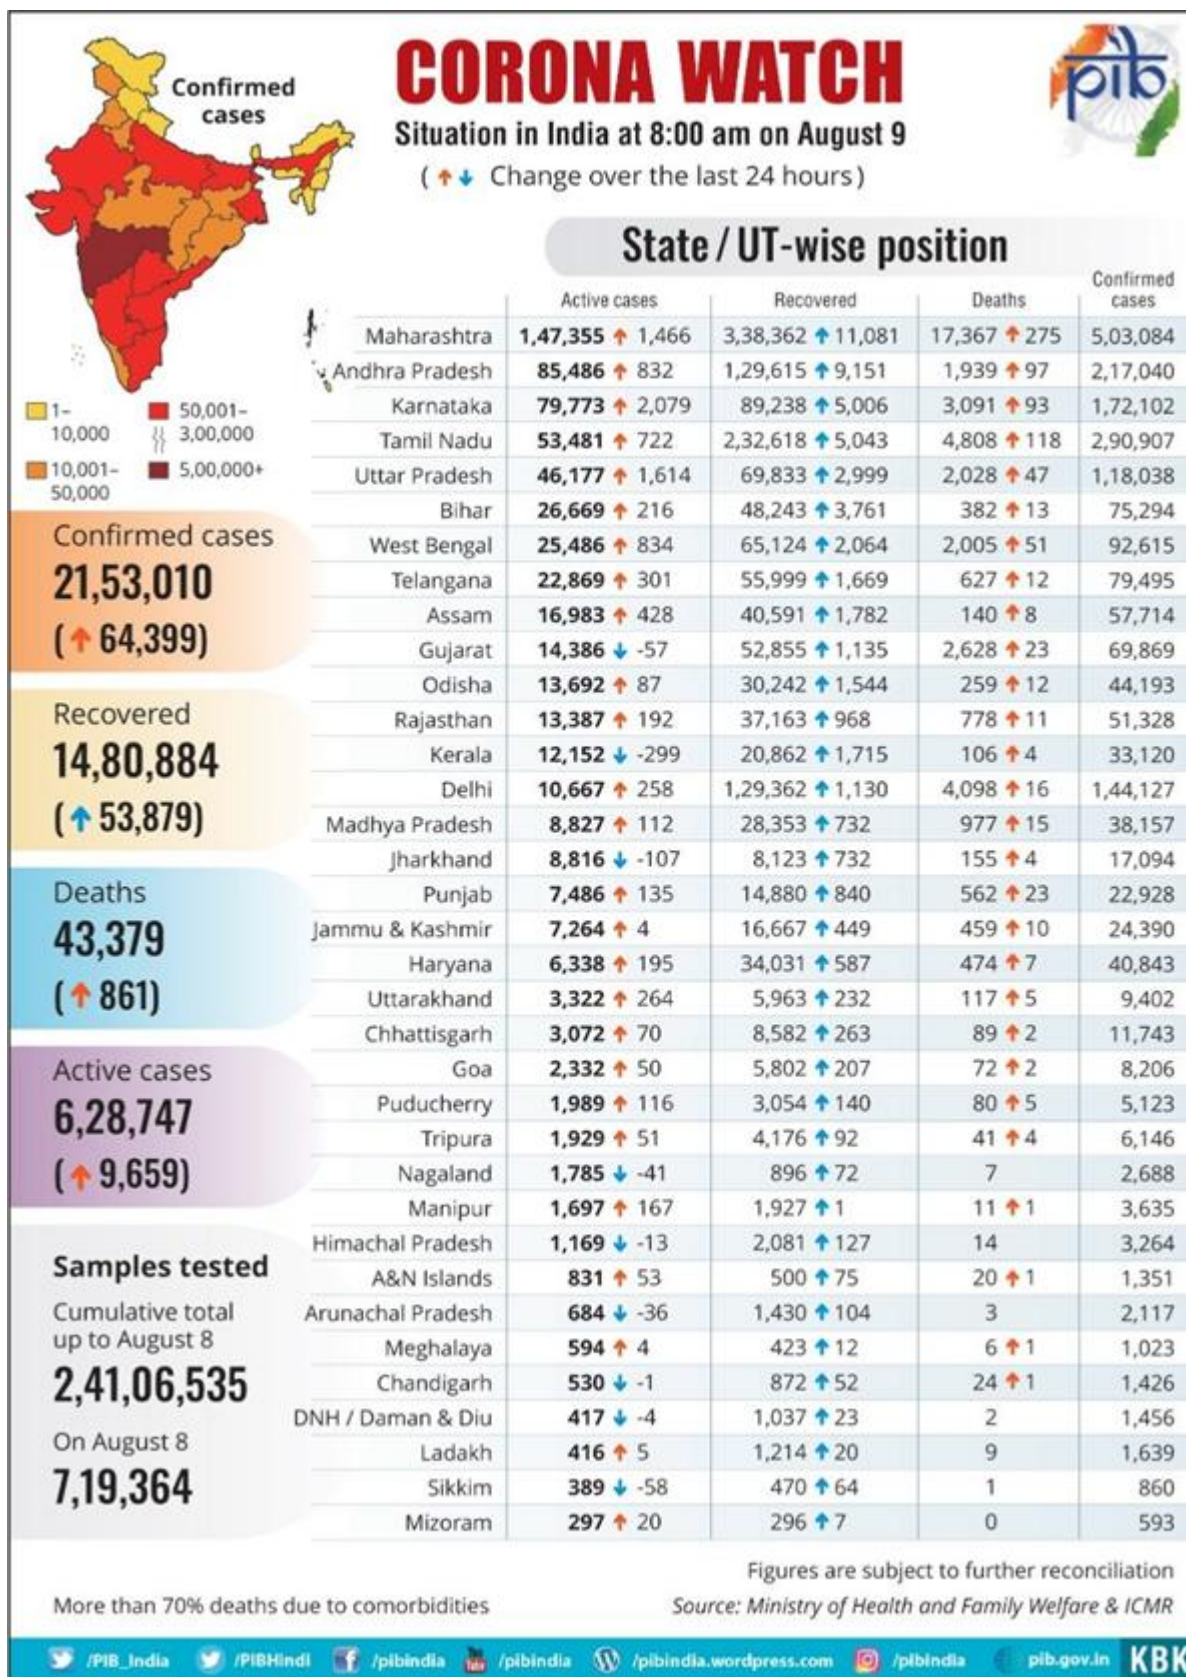 CORONA WATCH
Situation in India at 8:00 am on August 9
( ↑ ↓ Change over the last 24 hours)
pib
Confirmed
cases
1–
10,000
50,001–
3,00,000
10,001–
50,000
5,00,000+
Confirmed cases
21,53,010
(↑ 64,399)
Recovered
14,80,884
(↑ 53,879)
Deaths
43,379
(↑ 861)
Active cases
6,28,747
(↑ 9,659)
Samples tested
Cumulative total
up to August 8
2,41,06,535
On August 8
7,19,364
State / UT-wise position
Active cases Recovered Deaths Confirmed cases
Maharashtra 1,47,355 ↑ 1,466 3,38,362 ↑ 11,081 17,367 ↑ 275 5,03,084
Andhra Pradesh 85,486 ↑ 832 1,29,615 ↑ 9,151 1,939 ↑ 97 2,17,040
Karnataka 79,773 ↑ 2,079 89,238 ↑ 5,006 3,091 ↑ 93 1,72,102
Tamil Nadu 53,481 ↑ 722 2,32,618 ↑ 5,043 4,808 ↑ 118 2,90,907
Uttar Pradesh 46,177 ↑ 1,614 69,833 ↑ 2,999 2,028 ↑ 47 1,18,038
Bihar 26,669 ↑ 216 48,243 ↑ 3,761 382 ↑ 13 75,294
West Bengal 25,486 ↑ 834 65,124 ↑ 2,064 2,005 ↑ 51 92,615
Telangana 22,869 ↑ 301 55,999 ↑ 1,669 627 ↑ 12 79,495
Assam 16,983 ↑ 428 40,591 ↑ 1,782 140 ↑ 8 57,714
Gujarat 14,386 ↓ -57 52,855 ↑ 1,135 2,628 ↑ 23 69,869
Odisha 13,692 ↑ 87 30,242 ↑ 1,544 259 ↑ 12 44,193
Rajasthan 13,387 ↑ 192 37,163 ↑ 968 778 ↑ 11 51,328
Kerala 12,152 ↓ -299 20,862 ↑ 1,715 106 ↑ 4 33,120
Delhi 10,667 ↑ 258 1,29,362 ↑ 1,130 4,098 ↑ 16 1,44,127
Madhya Pradesh 8,827 ↑ 112 28,353 ↑ 732 977 ↑ 15 38,157
Jharkhand 8,816 ↓ -107 8,123 ↑ 732 155 ↑ 4 17,094
Punjab 7,486 ↑ 135 14,880 ↑ 840 562 ↑ 23 22,928
Jammu & Kashmir 7,264 ↑ 4 16,667 ↑ 449 459 ↑ 10 24,390
Haryana 6,338 ↑ 195 34,031 ↑ 587 474 ↑ 7 40,843
Uttarakhand 3,322 ↑ 264 5,963 ↑ 232 117 ↑ 5 9,402
Chhattisgarh 3,072 ↑ 70 8,582 ↑ 263 89 ↑ 2 11,743
Goa 2,332 ↑ 50 5,802 ↑ 207 72 ↑ 2 8,206
Puducherry 1,989 ↑ 116 3,054 ↑ 140 80 ↑ 5 5,123
Tripura 1,929 ↑ 51 4,176 ↑ 92 41 ↑ 4 6,146
Nagaland 1,785 ↓ -41 896 ↑ 72 7 2,688
Manipur 1,697 ↑ 167 1,927 ↑ 1 11 ↑ 1 3,635
Himachal Pradesh 1,169 ↓ -13 2,081 ↑ 127 14 3,264
A&N Islands 831 ↑ 53 500 ↑ 75 20 ↑ 1 1,351
Arunachal Pradesh 684 ↓ -36 1,430 ↑ 104 3 2,117
Meghalaya 594 ↑ 4 423 ↑ 12 6 ↑ 1 1,023
Chandigarh 530 ↓ -1 872 ↑ 52 24 ↑ 1 1,426
DNH / Daman & Diu 417 ↓ -4 1,037 ↑ 23 2 1,456
Ladakh 416 ↑ 5 1,214 ↑ 20 9 1,639
Sikkim 389 ↓ -58 470 ↑ 64 1 860
Mizoram 297 ↑ 20 296 ↑ 7 0 593
Figures are subject to further reconciliation
More than 70% deaths due to comorbidities
Source: Ministry of Health and Family Welfare & ICMR
/PIB_India /PIBHindi /pibindia /pibindia /pibindia.wordpress.com /pibindia pib.gov.in KBK